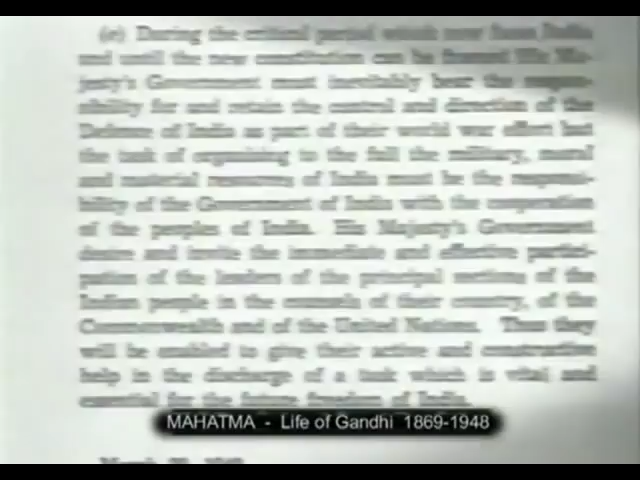 (e) During the critical period which now faces India
and until the new constitution can be framed His Ma-
jesty's Government must inevitably bear the respon-
sibility for and retain the control and direction of the
Defense of India as part of their world war effort but
the task of organising to the full the military, moral
and material resources of India must be the responsi-
bility of the Government of India with the cooperation
of the peoples of India. His Majesty's Government
desire and invite the immediate and effective partici-
pation of the leaders of the principal sections of the
Indian people in the counsels of their country, of the
Commonwealth and of the United Nations. Thus they
will be enabled to give their active and constructive
help in the discharge of a task which is vital and
essential for the future freedom of India.
MAHATMA - Life of Gandhi 1869-1948